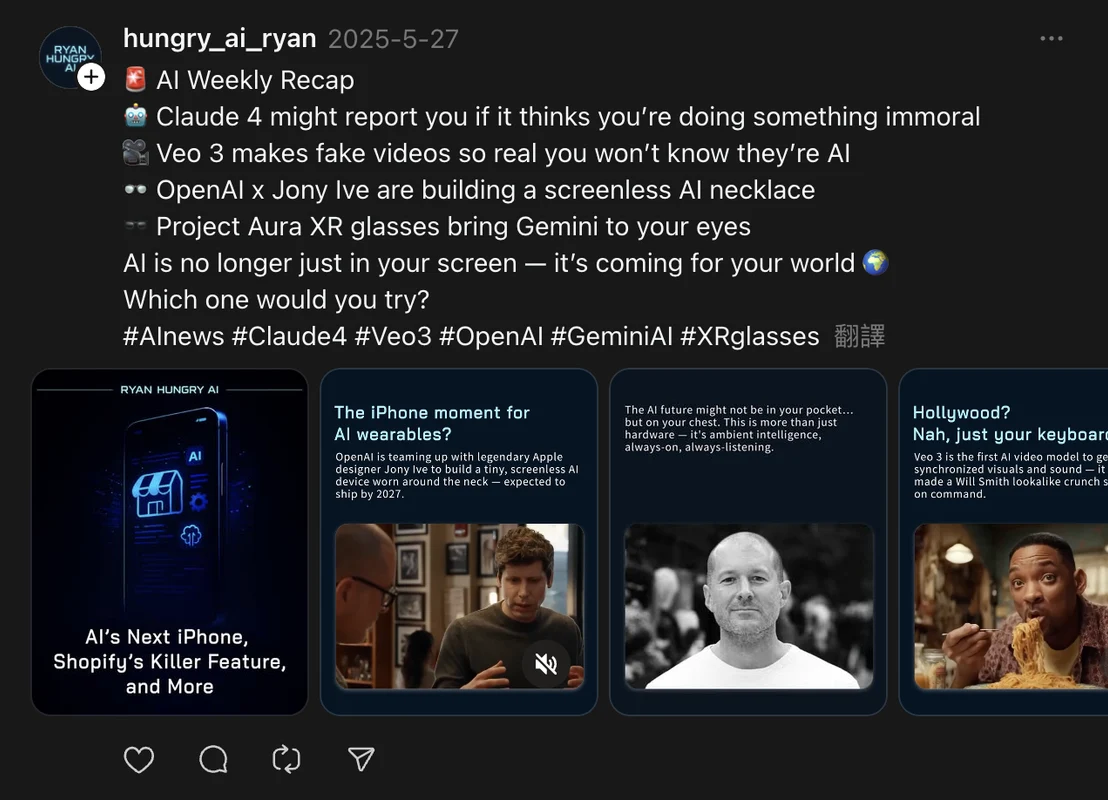 RYAN
HUNGRY
AI
hungry_ai_ryan 2025-5-27
🚨 AI Weekly Recap
🤖 Claude 4 might report you if it thinks you’re doing something immoral
🎥 Veo 3 makes fake videos so real you won’t know they’re AI
👓 OpenAI x Jony Ive are building a screenless AI necklace
🕶️ Project Aura XR glasses bring Gemini to your eyes
AI is no longer just in your screen — it’s coming for your world 🌍
Which one would you try?
#AInews #Claude4 #Veo3 #OpenAI #GeminiAI #XRglasses 翻譯
RYAN HUNGRY AI
AI
AI’s Next iPhone,
Shopify’s Killer Feature,
and More
The iPhone moment for
AI wearables?
OpenAI is teaming up with legendary Apple
designer Jony Ive to build a tiny, screenless AI
device worn around the neck — expected to
ship by 2027.
The AI future might not be in your pocket...
but on your chest. This is more than just
hardware — it's ambient intelligence,
always-on, always-listening.
Hollywood?
Nah, just your keyboar
Veo 3 is the first AI video model to ge
synchronized visuals and sound — it
made a Will Smith lookalike crunch s
on command.